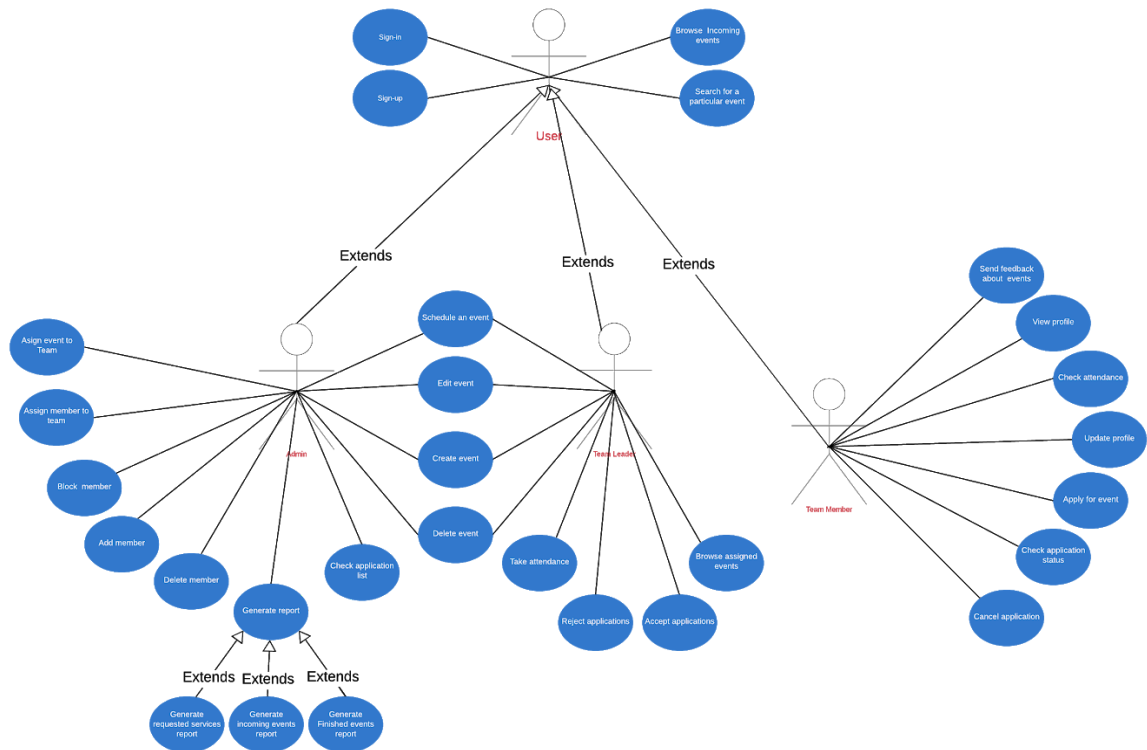 Sign-in
Browse Incoming
events
Sign-up
Search for a
particular event
User
Extends
Extends
Extends
Send feedback
about events
View profile
Check attendance
Update profile
Apply for event
Check application
status
Cancel application
Team Member
Schedule an event
Edit event
Create event
Delete event
Asign event to
Team
Assign member to
team
Block member
Add member
Delete member
Admin
Team Leader
Check application
list
Take attendance
Browse assigned
events
Reject applications
Accept applications
Generate report
Extends
Extends
Extends
Generate
requested services
report
Generate
incoming events
report
Generate
Finished events
report